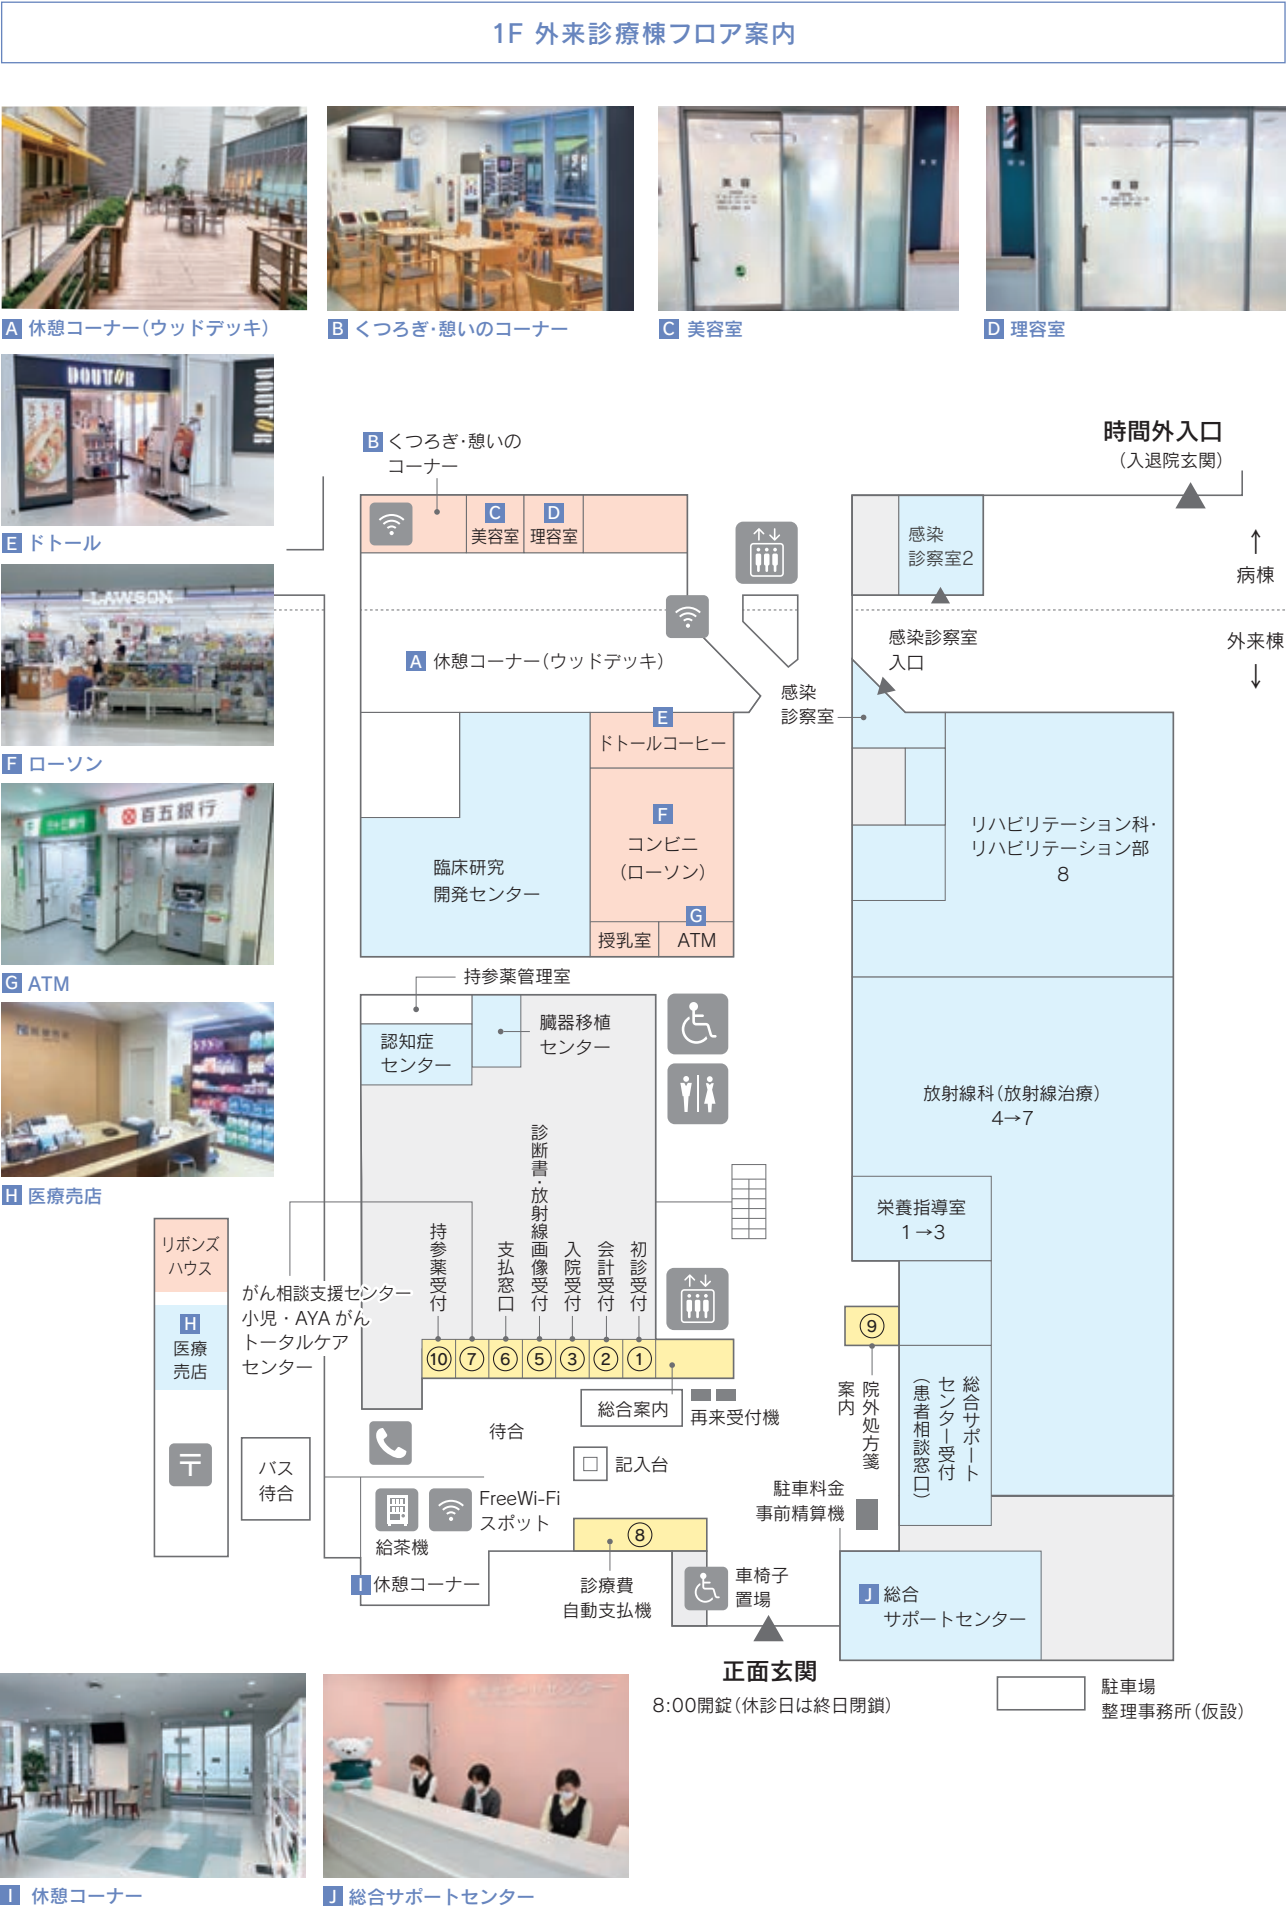 1F 外来診療棟フロア案内
A 休憩コーナー(ウッドデッキ)
B くつろぎ・憩いのコーナー
C 美容室
D 理容室
DOUTOR
E ドトール
LAWSON
F ローソン
百五銀行
G ATM
H 医療売店
B くつろぎ・憩いの
コーナー
C
美容室
D
理容室
時間外入口
(入退院玄関)
感染
診察室2
↑
病棟
外来棟
↓
感染診察室
入口
A 休憩コーナー(ウッドデッキ)
感染
診察室
E
ドトールコーヒー
F
コンビニ
(ローソン)
臨床研究
開発センター
授乳室
G
ATM
リハビリテーション科・
リハビリテーション部
8
持参薬管理室
認知症
センター
臓器移植
センター
放射線科(放射線治療)
4→7
栄養指導室
1→3
リボンズ
ハウス
H
医療
売店
〒
バス
待合
がん相談支援センター
小児・AYA がん
トータルケア
センター
持参薬受付
支払窓口
診断書・放射線画像受付
入院受付
会計受付
初診受付
⑩ ⑦ ⑥ ⑤ ③ ② ①
総合案内
再来受付機
待合
記入台
⑨
院外処方箋
案内
総合サポート
センター受付
(患者相談窓口)
駐車料金
事前精算機
給茶機
FreeWi-Fi
スポット
I 休憩コーナー
⑧
診療費
自動支払機
車椅子
置場
J 総合
サポートセンター
正面玄関
8:00開錠(休診日は終日閉鎖)
駐車場
整理事務所(仮設)
I 休憩コーナー
J 総合サポートセンター